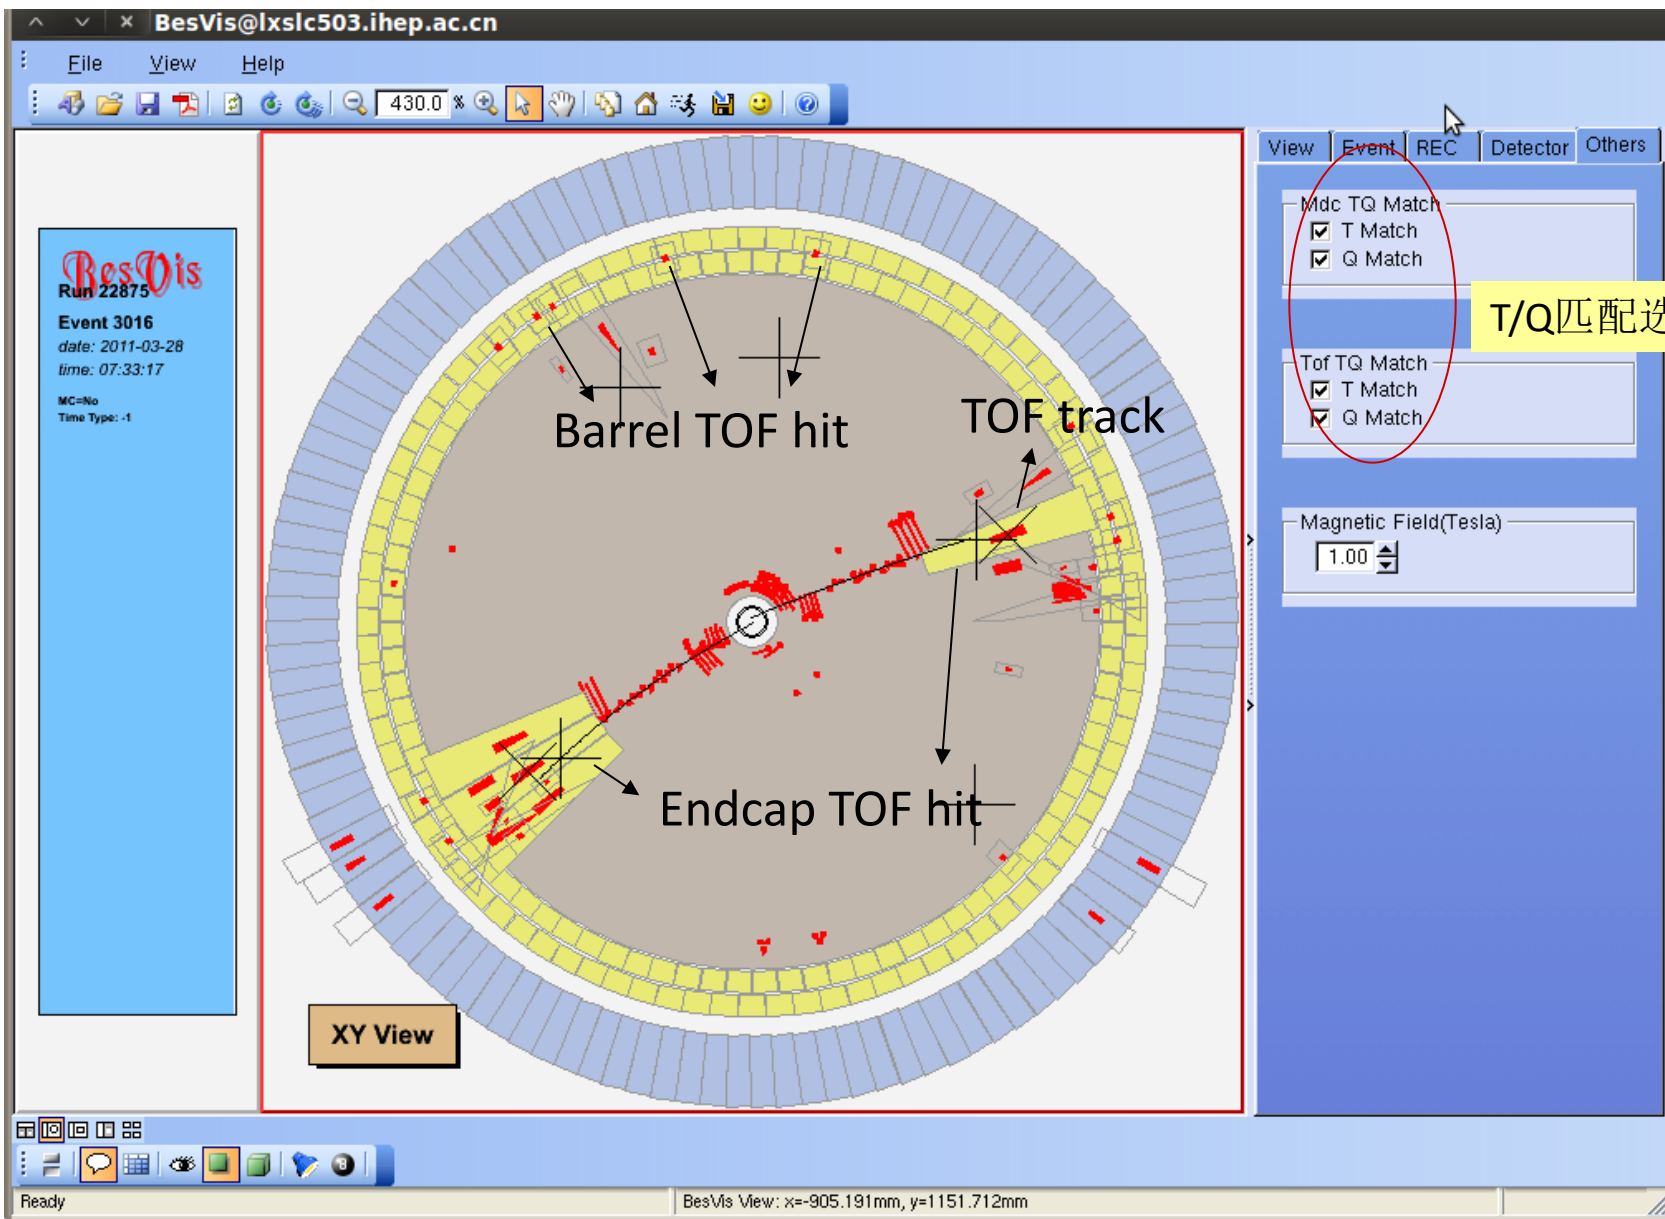 BesVis@lxslc503.ihep.ac.cn
File View Help
430.0 %
View Event REC Detector Others
BesVis
Run 22875
Event 3016
date: 2011-03-28
time: 07:33:17
MC=No
Time Type: -1
Mdc TQ Match
T Match
Q Match
T/Q匹配选
Tof TQ Match
T Match
Q Match
Magnetic Field(Tesla)
1.00
Barrel TOF hit
TOF track
Endcap TOF hit
XY View
Ready
BesVis View: x=-905.191mm, y=1151.712mm